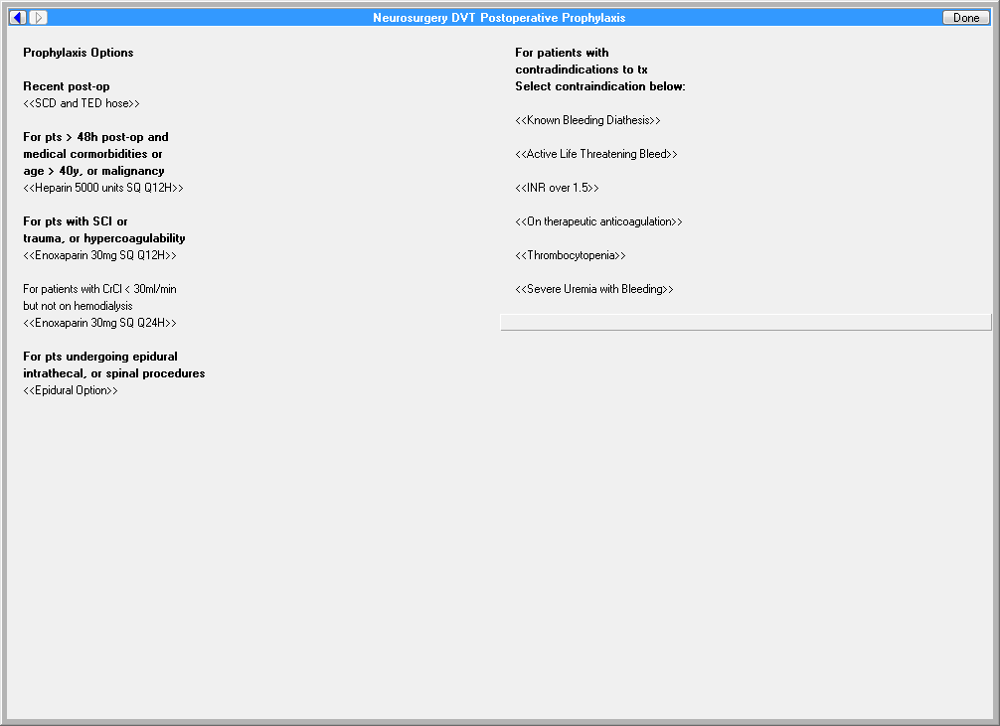 Neurosurgery DVT Postoperative Prophylaxis
Done
Prophylaxis Options
Recent post-op
<<SCD and TED hose>>
For pts > 48h post-op and
medical cormorbidities or
age > 40y, or malignancy
<<Heparin 5000 units SQ Q12H>>
For pts with SCI or
trauma, or hypercoagulability
<<Enoxaparin 30mg SQ Q12H>>
For patients with CrCl < 30ml/min
but not on hemodialysis
<<Enoxaparin 30mg SQ Q24H>>
For pts undergoing epidural
intrathecal, or spinal procedures
<<Epidural Option>>
For patients with
contradindications to tx
Select contraindication below:
<<Known Bleeding Diathesis>>
<<Active Life Threatening Bleed>>
<<INR over 1.5>>
<<On therapeutic anticoagulation>>
<<Thrombocytopenia>>
<<Severe Uremia with Bleeding>>